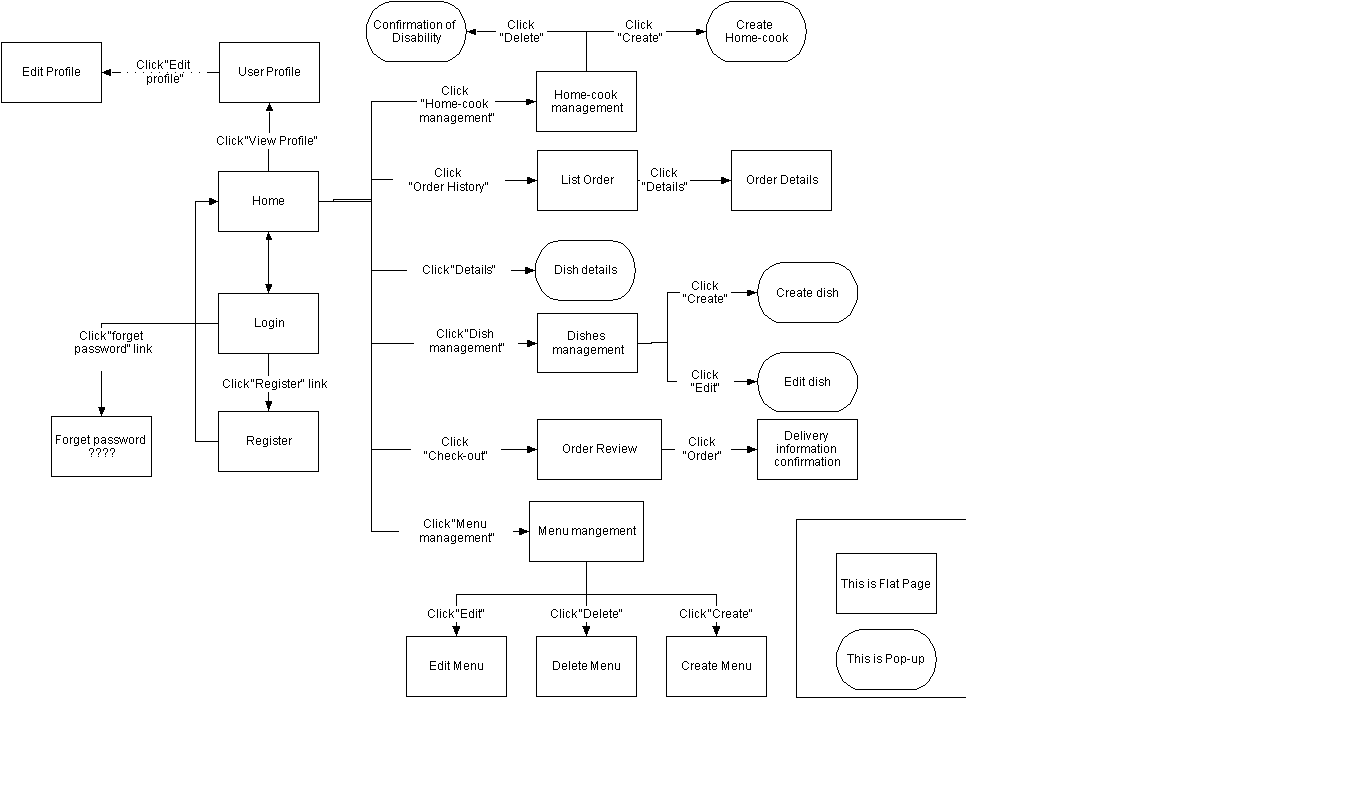 Confirmation of
Disability
Click
"Delete"
Click
"Create"
Create
Home-cook
Edit Profile
Click"Edit
profile"
User Profile
Click
"Home-cook
management"
Home-cook
management
Click"View Profile"
Home
Click
"Order History"
List Order
Click
"Details"
Order Details
Click"Details"
Dish details
Click
"Create"
Create dish
Login
Click"forget
password" link
Click"Dish
management"
Dishes
management
Click
"Edit"
Edit dish
Click"Register" link
Forget password
????
Register
Click
"Check-out"
Order Review
Click
"Order"
Delivery
information
confirmation
Click"Menu
management"
Menu mangement
Click"Edit"
Click"Delete"
Click"Create"
Edit Menu
Delete Menu
Create Menu
This is Flat Page
This is Pop-up